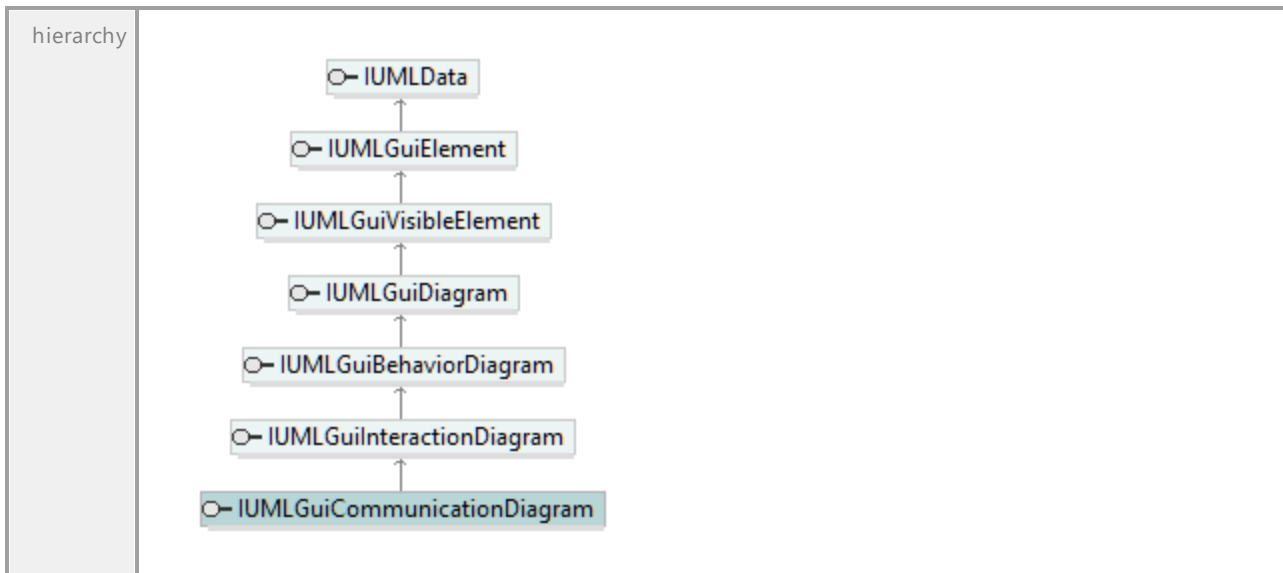 hierarchy
IUMLData
IUMLGuiElement
IUMLGuiVisibleElement
IUMLGuiDiagram
IUMLGuiBehaviorDiagram
IUMLGuiInteractionDiagram
IUMLGuiCommunicationDiagram